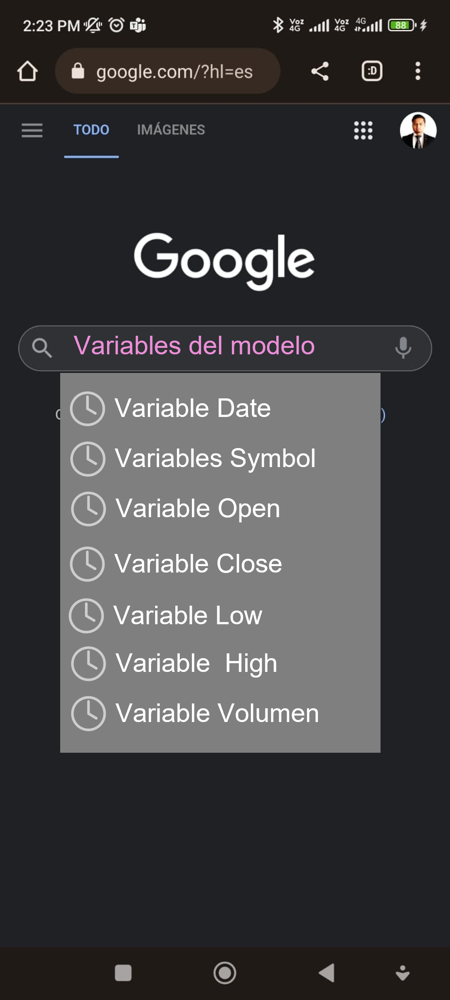 2:23 PM
Voz 4G Voz 4G 4G 88
google.com/?hl=es
:D
TODO IMÁGENES
Google
Variables del modelo
Variable Date
Variables Symbol
Variable Open
Variable Close
Variable Low
Variable  High
Variable Volumen